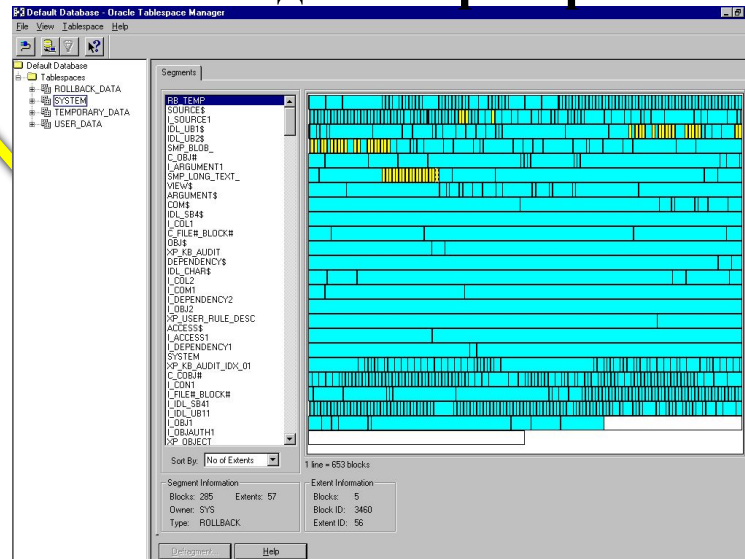 Default Database - Oracle Tablespace Manager
File View Tablespace Help
Default Database
Tablespaces
ROLLBACK_DATA
SYSTEM
TEMPORARY_DATA
USER_DATA
Segments
RB_TEMP
SOURCE$
I_SOURCE1
IDL_UB1$
IDL_UB2$
SMP_BLOB_
C_OBJ#
I_ARGUMENT1
SMP_LONG_TEXT_
VIEW$
ARGUMENT$
COM$
IDL_SB4$
I_COL1
C_FILE#_BLOCK#
OBJ$
XP_KB_AUDIT
DEPENDENCY$
IDL_CHAR$
I_COL2
I_COM1
I_DEPENDENCY2
I_OBJ2
XP_USER_RULE_DESC
ACCESS$
I_ACCESS1
I_DEPENDENCY1
SYSTEM
XP_KB_AUDIT_IDX_01
C_COBJ#
I_CON1
I_FILE#_BLOCK#
I_IDL_SB41
I_IDL_UB11
I_OBJ1
I_OBJAUTH1
XP_OBJECT
Sort By: No of Extents
1 line = 653 blocks
Segment Information
Blocks: 285 Extents: 57
Owner: SYS
Type: ROLLBACK
Extent Information
Blocks: 5
Block ID: 3460
Extent ID: 56
Defragment Help